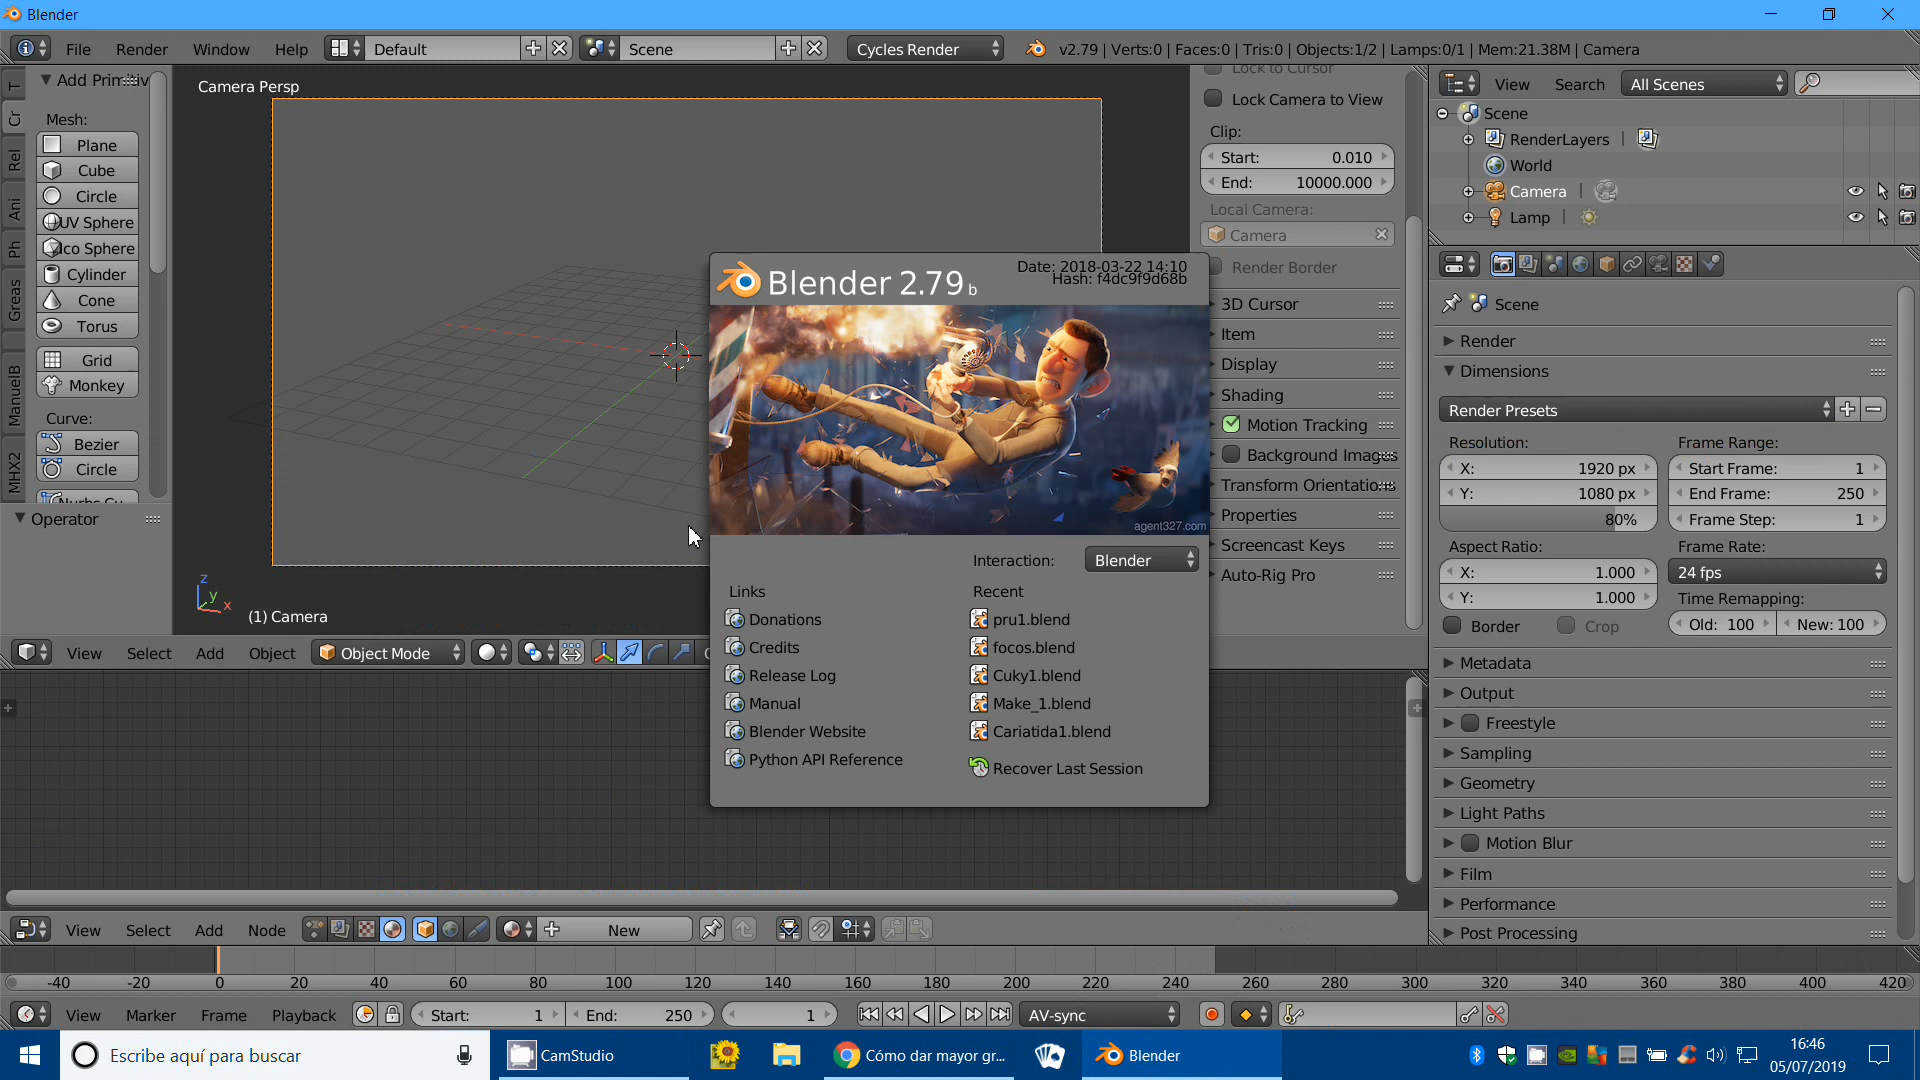 Blender
File Render Window Help Default Scene Cycles Render v2.79 | Verts:0 | Faces:0 | Tris:0 | Objects:1/2 | Lamps:0/1 | Mem:21.38M | Camera
T
Cr
Rel
Ani
Ph
Greas
ManuelB
MHX2
Add Primitiv
Mesh:
Plane
Cube
Circle
UV Sphere
Ico Sphere
Cylinder
Cone
Torus
Grid
Monkey
Curve:
Bezier
Circle
Operator
Camera Persp
z
y
x
(1) Camera
View Select Add Object Object Mode
Lock to Cursor
Lock Camera to View
Clip:
Start: 0.010
End: 10000.000
Local Camera:
Camera
Render Border
3D Cursor
Item
Display
Shading
Motion Tracking
Background Images
Transform Orientations
Properties
Screencast Keys
Auto-Rig Pro
Blender 2.79 b
Date: 2018-03-22 14:10
Hash: f4dc9f9d68b
agent327.com
Interaction: Blender
Links
Donations
Credits
Release Log
Manual
Blender Website
Python API Reference
Recent
pru1.blend
focos.blend
Cuky1.blend
Make_1.blend
Cariatida1.blend
Recover Last Session
View Search All Scenes
Scene
RenderLayers |
World
Camera |
Lamp |
Scene
Render
Dimensions
Render Presets
Resolution:
X: 1920 px
Y: 1080 px
80%
Aspect Ratio:
X: 1.000
Y: 1.000
Border Crop
Frame Range:
Start Frame: 1
End Frame: 250
Frame Step: 1
Frame Rate:
24 fps
Time Remapping:
Old: 100 New: 100
Metadata
Output
Freestyle
Sampling
Geometry
Light Paths
Motion Blur
Film
Performance
Post Processing
View Select Add Node New
-40 -20 0 20 40 60 80 100 120 140 160 180 200 220 240 260 280 300 320 340 360 380 400 420
View Marker Frame Playback Start: 1 End: 250 1 AV-sync
Escribe aquí para buscar CamStudio Cómo dar mayor gr... Blender
16:46
05/07/2019